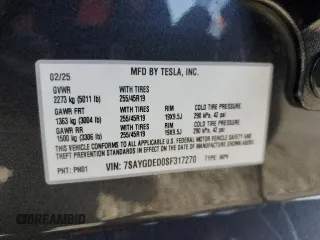 02/25
MFD BY TESLA, INC.
GVWR
2273 kg (5011 lb)
WITH TIRES
255/45R19
GAWR FRT
1363 kg (3004 lb)
WITH TIRES
255/45R19
RIM
19X9.5J
COLD TIRE PRESSURE
290 kPa, 42 psi
GAWR RR
1500 kg (3306 lb)
WITH TIRES
255/45R19
RIM
19X9.5J
COLD TIRE PRESSURE
290 kPa, 42 psi
THIS VEHICLE CONFORMS TO ALL APPLICABLE FEDERAL MOTOR VEHICLE SAFETY,
BUMPER, AND THEFT PREVENTION STANDARDS IN EFFECT ON THE DATE OF MANUFACTURE SHOWN ABOVE.
PNT: PN01
VIN: 7SAYGDED0SF317270
TYPE: MPV
DREAMBID